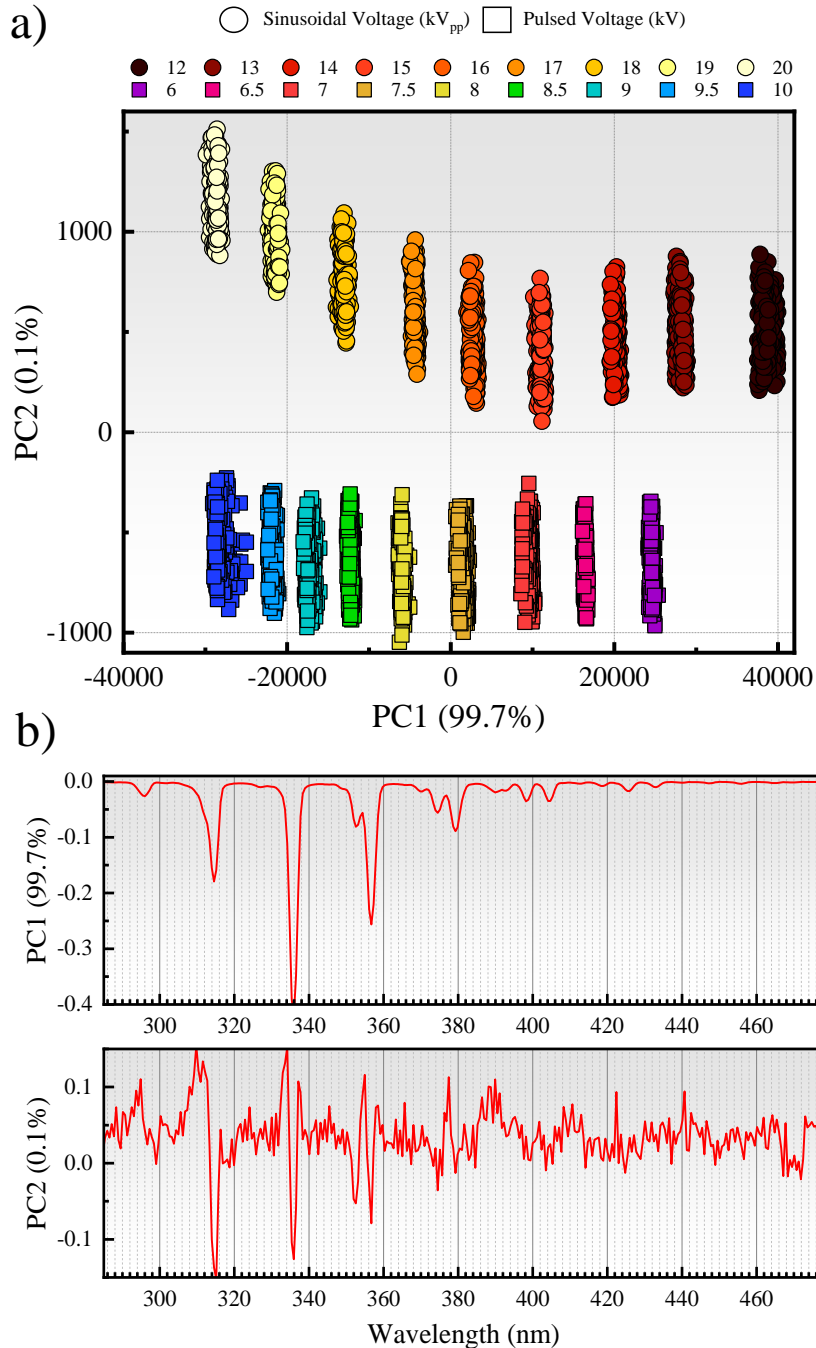 a)
Sinusoidal Voltage (kVpp) Pulsed Voltage (kV)
12 13 14 15 16 17 18 19 20
6 6.5 7 7.5 8 8.5 9 9.5 10
1000
0
-1000
PC2 (0.1%)
-40000 -20000 0 20000 40000
PC1 (99.7%)
b)
0.0
-0.1
-0.2
-0.3
-0.4
PC1 (99.7%)
300 320 340 360 380 400 420 440 460
0.1
0.0
-0.1
PC2 (0.1%)
300 320 340 360 380 400 420 440 460
Wavelength (nm)